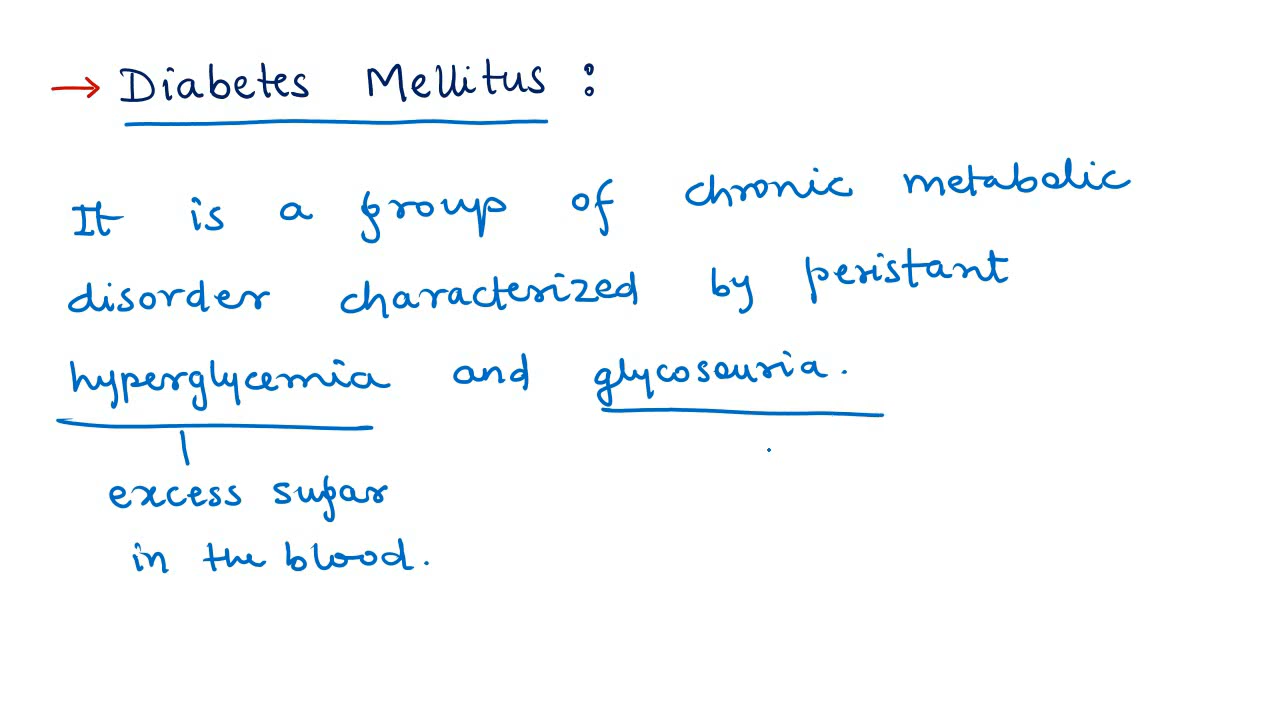 → Diabetes Mellitus :
It is a group of chronic metabolic
disorder characterized by peristant
hyperglycemia and glycosouria.
excess sugar
in the blood.